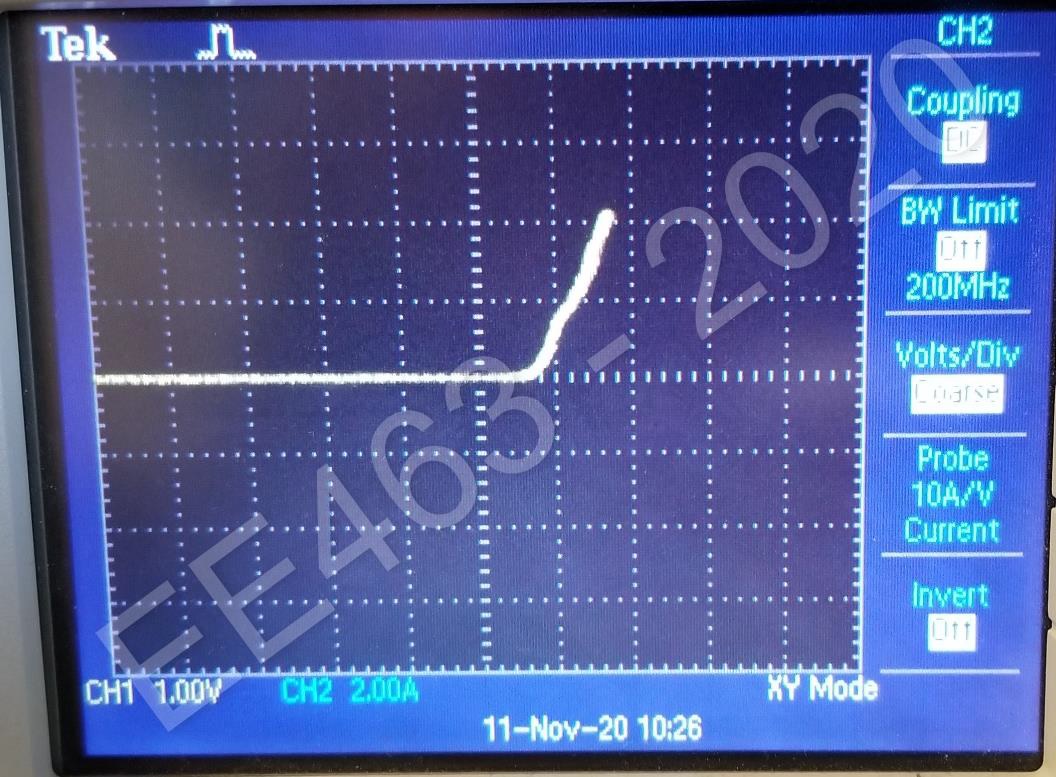 Tek
CH2
Coupling
DC
BW Limit
Off
200MHz
Volts/Div
Coarse
Probe
10A/V
Current
Invert
Off
CH1 1.00V CH2 2.00A XY Mode
11-Nov-20 10:26
EE463 - 2020